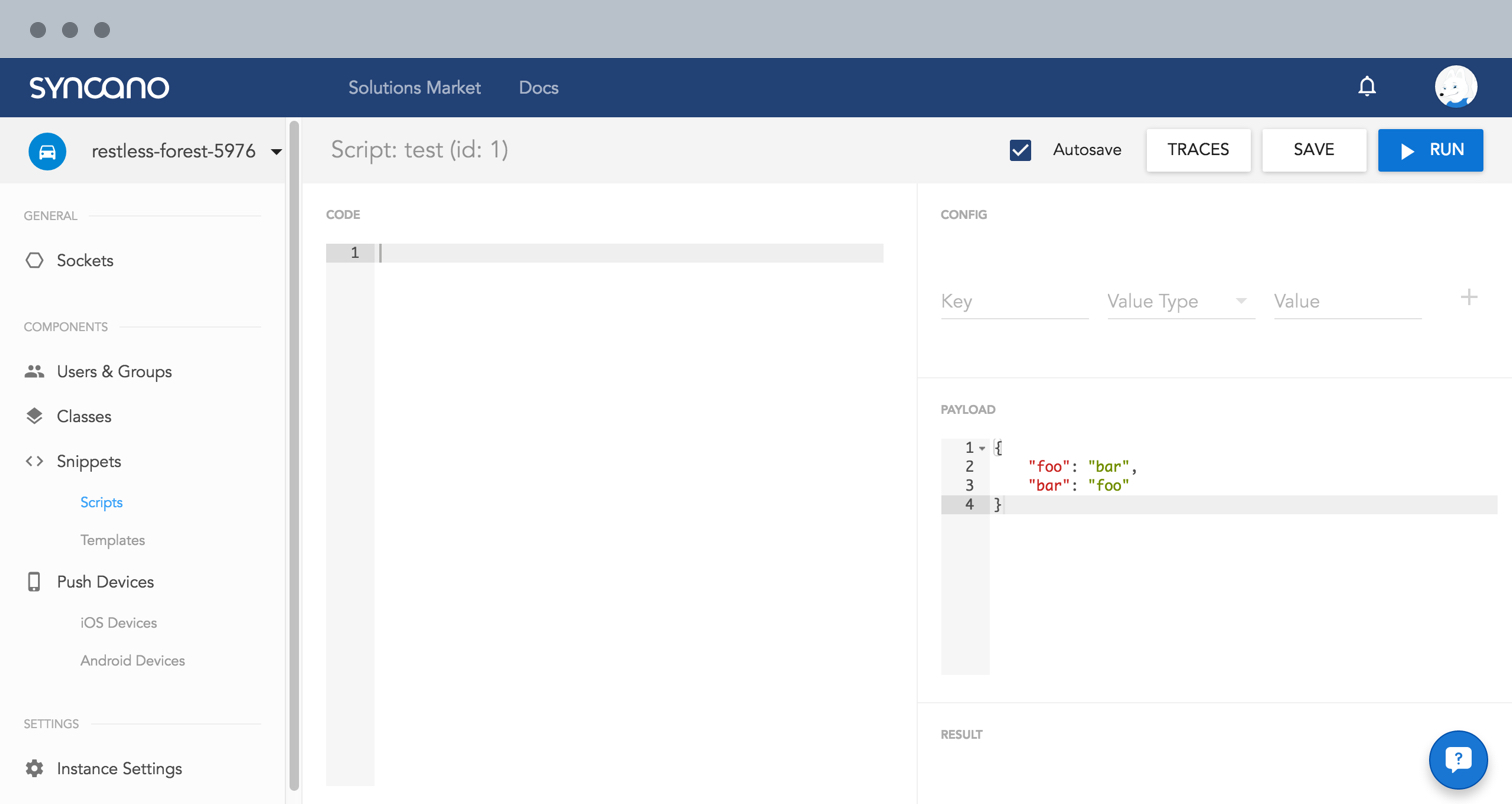 syncano
Solutions Market Docs
restless-forest-5976
Script: test (id: 1)
Autosave
TRACES
SAVE
RUN
GENERAL
Sockets
COMPONENTS
Users & Groups
Classes
Snippets
Scripts
Templates
Push Devices
iOS Devices
Android Devices
SETTINGS
Instance Settings
CODE
1
CONFIG
Key Value Type Value
PAYLOAD
1 {
2 "foo": "bar",
3 "bar": "foo"
4 }
RESULT
?